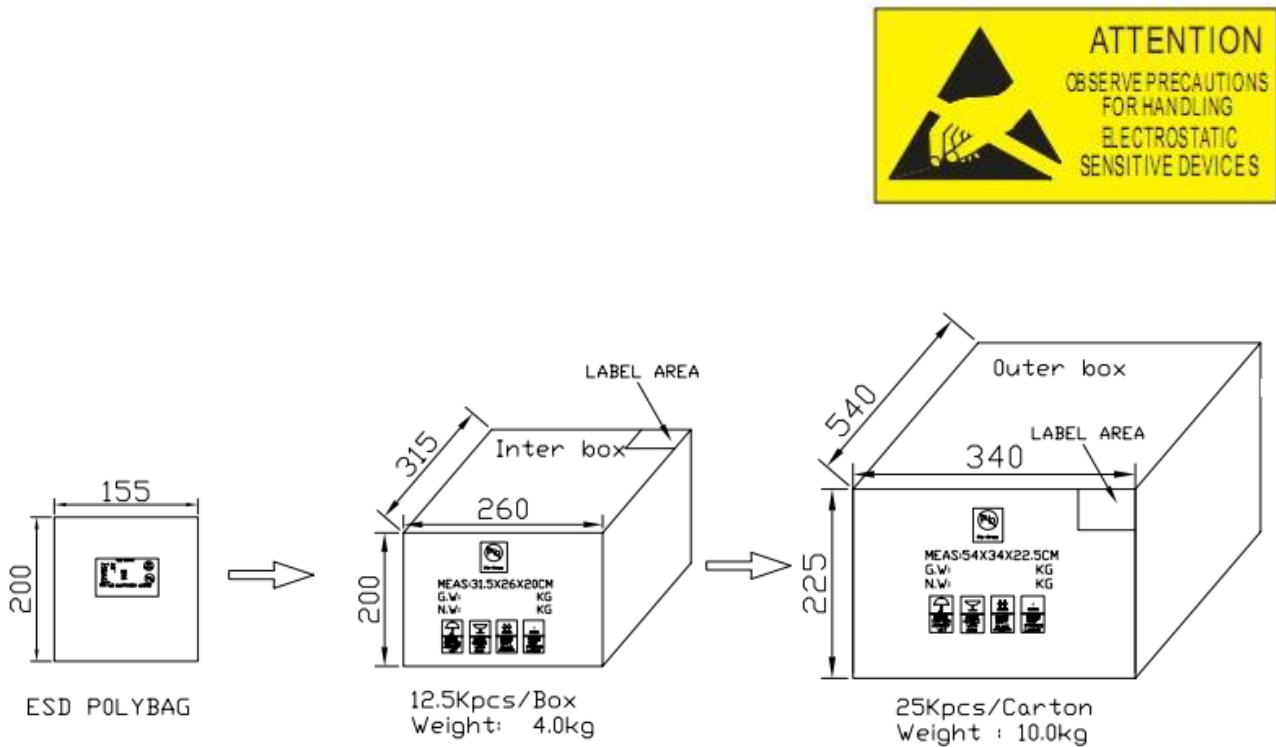 ATTENTION
OBSERVE PRECAUTIONS
FOR HANDLING
ELECTROSTATIC
SENSITIVE DEVICES
155
200
ESD POLYBAG
LABEL AREA
Inter box
315
260
200
MEAS:31.5X26X20CM
G.W: KG
N.W: KG
12.5Kpcs/Box
Weight: 4.0kg
Outer box
LABEL AREA
540
340
225
MEAS:54X34X22.5CM
G.W: KG
N.W: KG
25Kpcs/Carton
Weight : 10.0kg